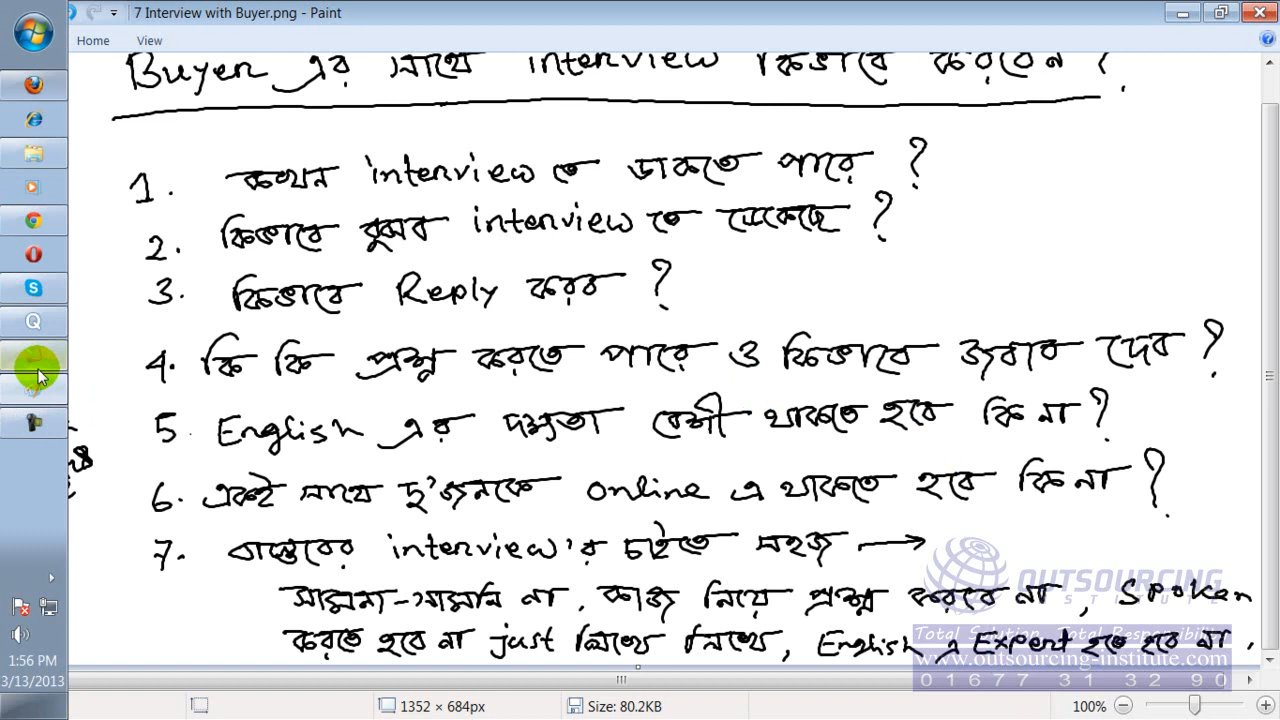 7 Interview with Buyer.png - Paint
Home View
Buyer এর সাথে interview কিভাবে করবেন ?
1. কখন interview তে ডাকতে পারে ?
2. কিভাবে বুঝব interview তে ডেকেছে ?
3. কিভাবে Reply করব ?
4. কি কি প্রশ্ন করতে পারে ও কিভাবে জবাব দেব ?
5. English এর দক্ষতা বেশী থাকতে হবে কি না ?
6. একই সাথে দু'জনকে online এ থাকতে হবে কি না ?
7. বাস্তবের interview'র চাইতে সহজ →
সামনা-সামনি না, কাজ নিয়ে প্রশ্ন করবে না, Spoken
করতে হবে না just লিখে লিখে, English এ Expert হতে হবে না,
OUTSOURCING
INSTITUTE
Total Solution, Total Responsibility
www.outsourcing-institute.com
01677 31 32 90
1:56 PM
3/13/2013
1352 × 684px
Size: 80.2KB
100%